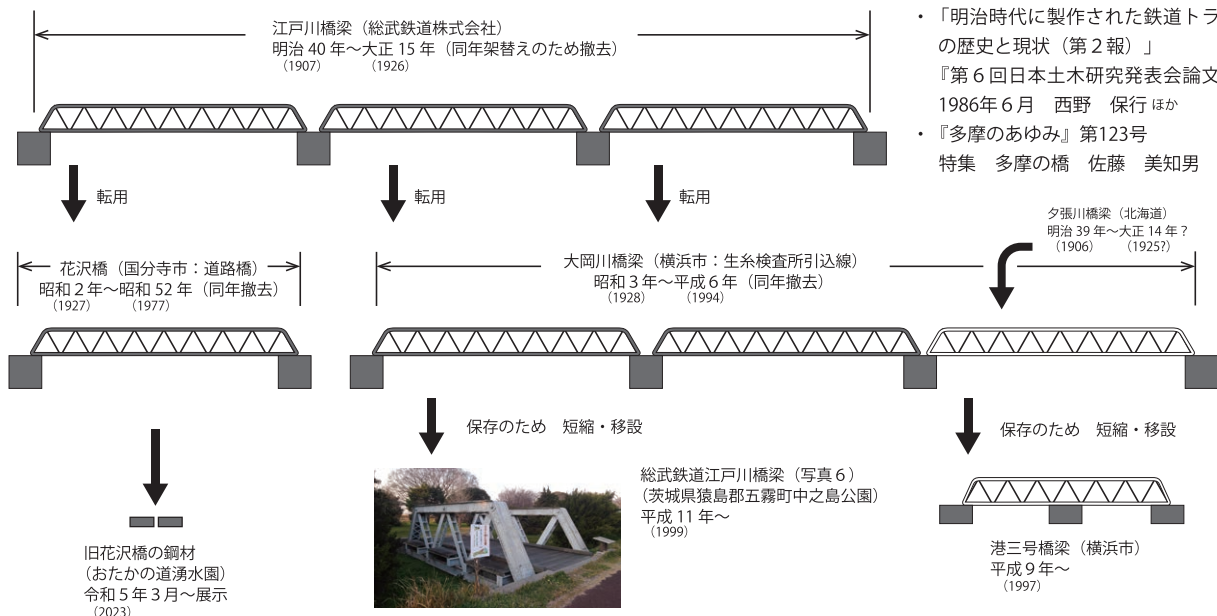 江戸川橋梁（総武鉄道株式会社）
明治 40 年～大正 15 年（同年架替えのため撤去）
（1907）　（1926）
・「明治時代に製作された鉄道トラ
の歴史と現状（第２報）」
『第６回日本土木研究発表会論文
1986年６月　西野　保行 ほか
・『多摩のあゆみ』第123号
特集　多摩の橋　佐藤　美知男
転用
転用
転用
夕張川橋梁（北海道）
明治 39 年～大正 14 年？
（1906）　（1925?）
花沢橋（国分寺市：道路橋）
昭和２年～昭和 52 年（同年撤去）
（1927）　（1977）
大岡川橋梁（横浜市：生糸検査所引込線）
昭和３年～平成６年（同年撤去）
（1928）　（1994）
保存のため　短縮・移設
保存のため　短縮・移設
総武鉄道江戸川橋梁（写真６）
（茨城県猿島郡五霧町中之島公園）
平成 11 年～
（1999）
旧花沢橋の鋼材
（おたかの道湧水園）
令和５年３月～展示
（2023）
港三号橋梁（横浜市）
平成９年～
（1997）